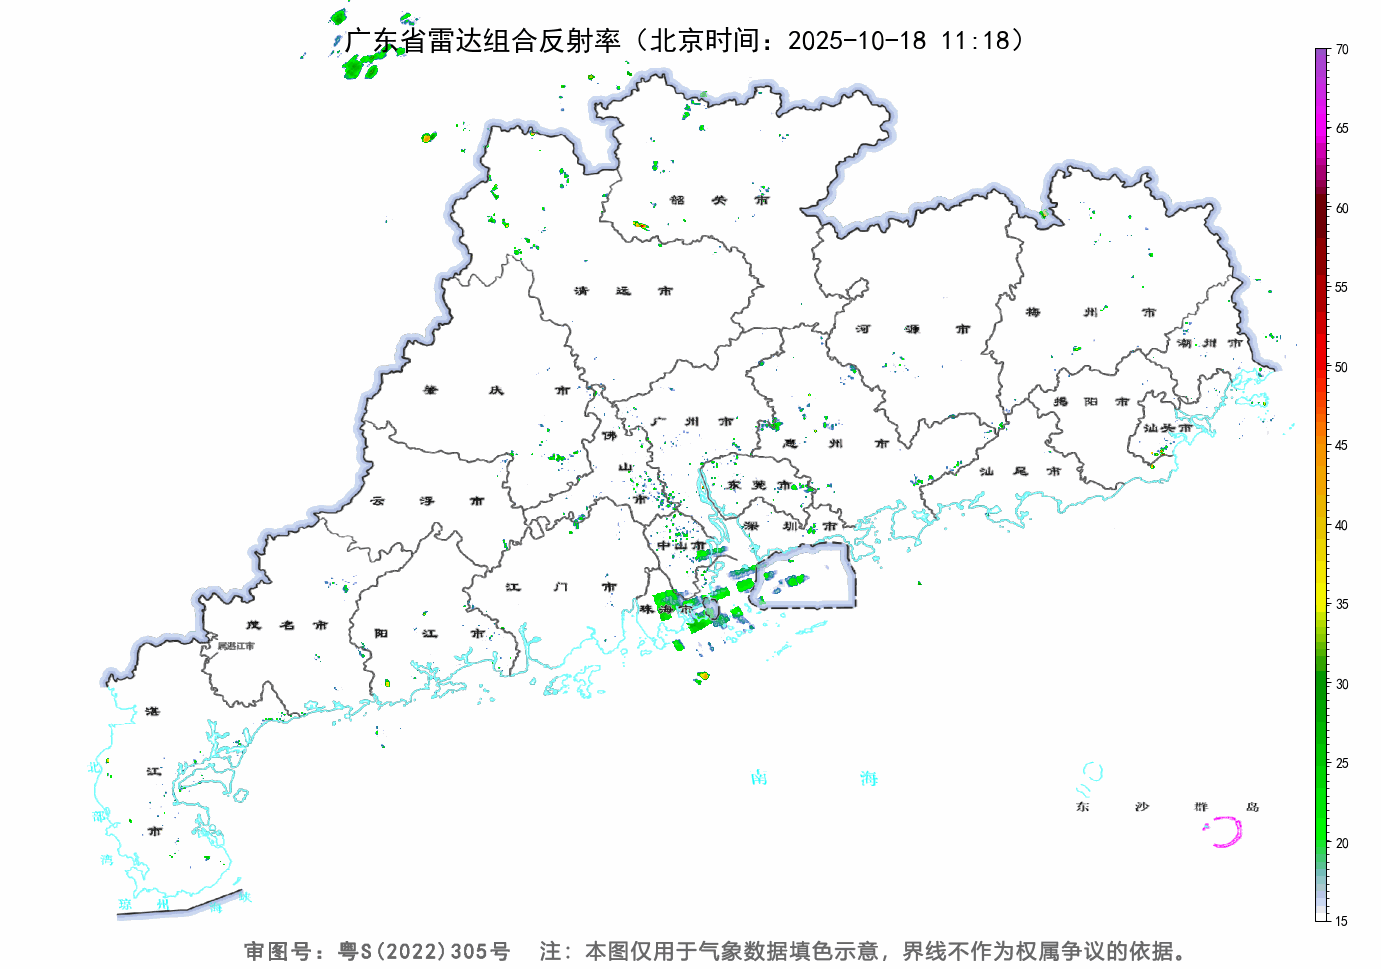 广东省雷达组合反射率（北京时间：2025-10-18 11:18）
70
65
60
55
50
45
40
35
30
25
20
15
韶关市
清远市
河源市
梅州市
潮州市
肇庆市
广州市
佛山市
惠州市
揭阳市
汕头市
汕尾市
云浮市
东莞市
深圳市
中山市
江门市
珠海市
茂名市
阳江市
属湛江市
湛江市
北部湾
琼州海峡
南海
东沙群岛
审图号：粤S(2022)305号 注：本图仅用于气象数据填色示意，界线不作为权属争议的依据。